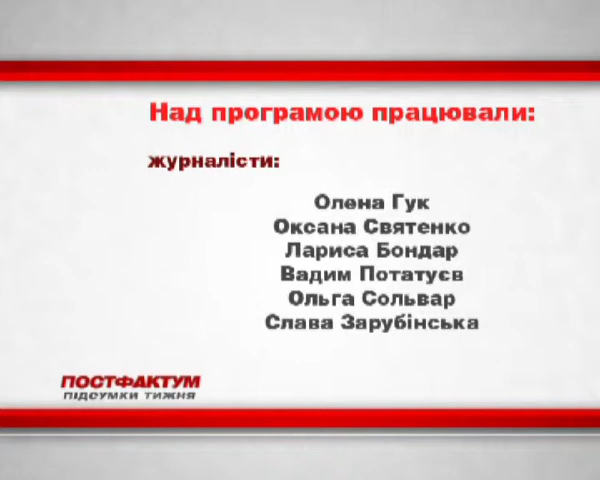 Над програмою працювали:
журналісти:
Олена Гук
Оксана Святенко
Лариса Бондар
Вадим Потатуєв
Ольга Сольвар
Слава Зарубінська
ПОСТФАКТУМ
ПІДСУМКИ ТИЖНЯ